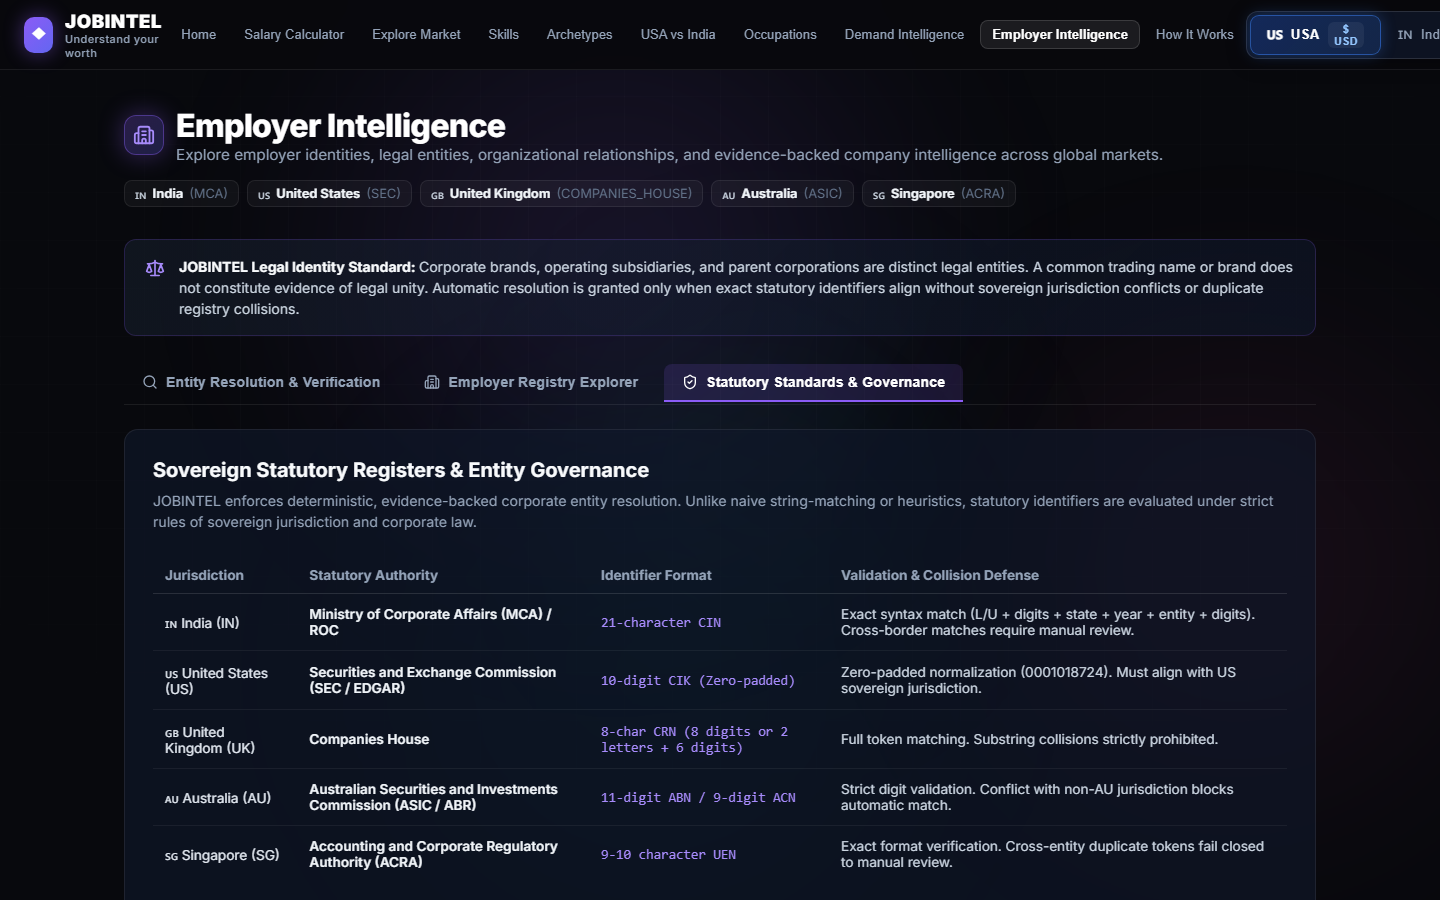 JOBINTEL
Understand your
worth
Home
Salary Calculator
Explore Market
Skills
Archetypes
USA vs India
Occupations
Demand Intelligence
Employer Intelligence
How It Works
US USA $ USD
IN Ind
Employer Intelligence
Explore employer identities, legal entities, organizational relationships, and evidence-backed company intelligence across global markets.
IN India (MCA)
US United States (SEC)
GB United Kingdom (COMPANIES_HOUSE)
AU Australia (ASIC)
SG Singapore (ACRA)
JOBINTEL Legal Identity Standard: Corporate brands, operating subsidiaries, and parent corporations are distinct legal entities. A common trading name or brand does
not constitute evidence of legal unity. Automatic resolution is granted only when exact statutory identifiers align without sovereign jurisdiction conflicts or duplicate
registry collisions.
Entity Resolution & Verification
Employer Registry Explorer
Statutory Standards & Governance
Sovereign Statutory Registers & Entity Governance
JOBINTEL enforces deterministic, evidence-backed corporate entity resolution. Unlike naive string-matching or heuristics, statutory identifiers are evaluated under strict
rules of sovereign jurisdiction and corporate law.
Jurisdiction
Statutory Authority
Identifier Format
Validation & Collision Defense
IN India (IN)
Ministry of Corporate Affairs (MCA) /
ROC
21-character CIN
Exact syntax match (L/U + digits + state + year + entity + digits).
Cross-border matches require manual review.
US United States
(US)
Securities and Exchange Commission
(SEC / EDGAR)
10-digit CIK (Zero-padded)
Zero-padded normalization (0001018724). Must align with US
sovereign jurisdiction.
GB United
Kingdom (UK)
Companies House
8-char CRN (8 digits or 2
letters + 6 digits)
Full token matching. Substring collisions strictly prohibited.
AU Australia (AU)
Australian Securities and Investments
Commission (ASIC / ABR)
11-digit ABN / 9-digit ACN
Strict digit validation. Conflict with non-AU jurisdiction blocks
automatic match.
SG Singapore (SG)
Accounting and Corporate Regulatory
Authority (ACRA)
9-10 character UEN
Exact format verification. Cross-entity duplicate tokens fail closed
to manual review.